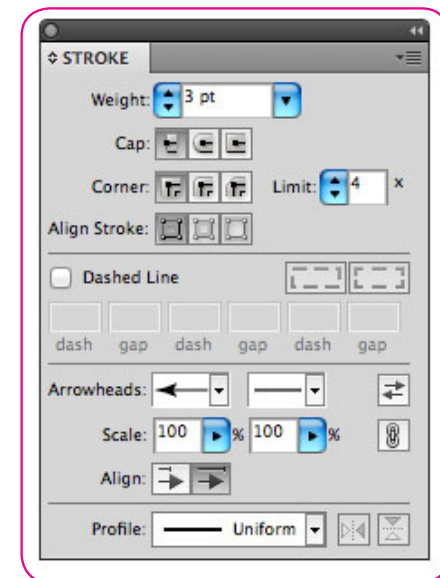 STROKE
Weight: 3 pt
Cap:
Corner: Limit: 4 x
Align Stroke:
Dashed Line
dash gap dash gap dash gap
Arrowheads:
Scale: 100 % 100 %
Align:
Profile: Uniform